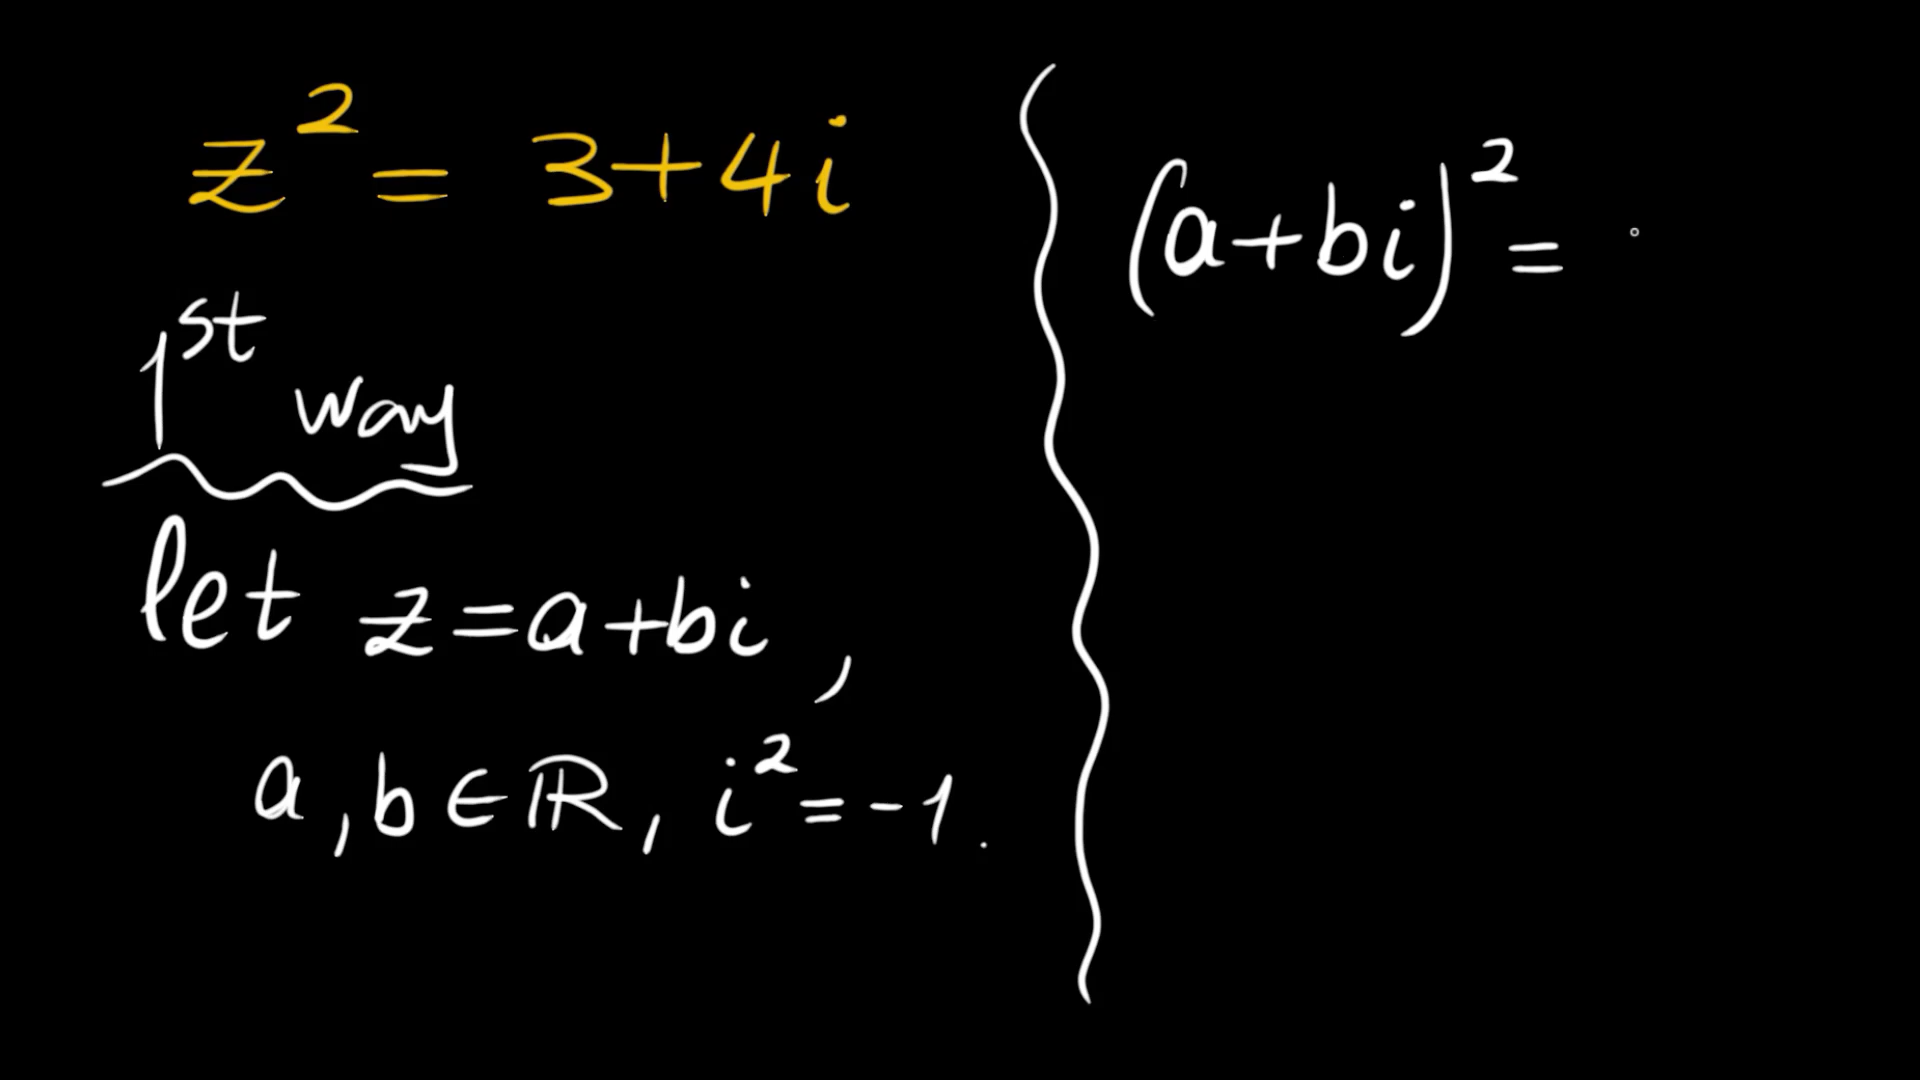 z² = 3+4i
1st way
let z=a+bi ,
a,b∈ℝ, i²=-1.
(a+bi)² =